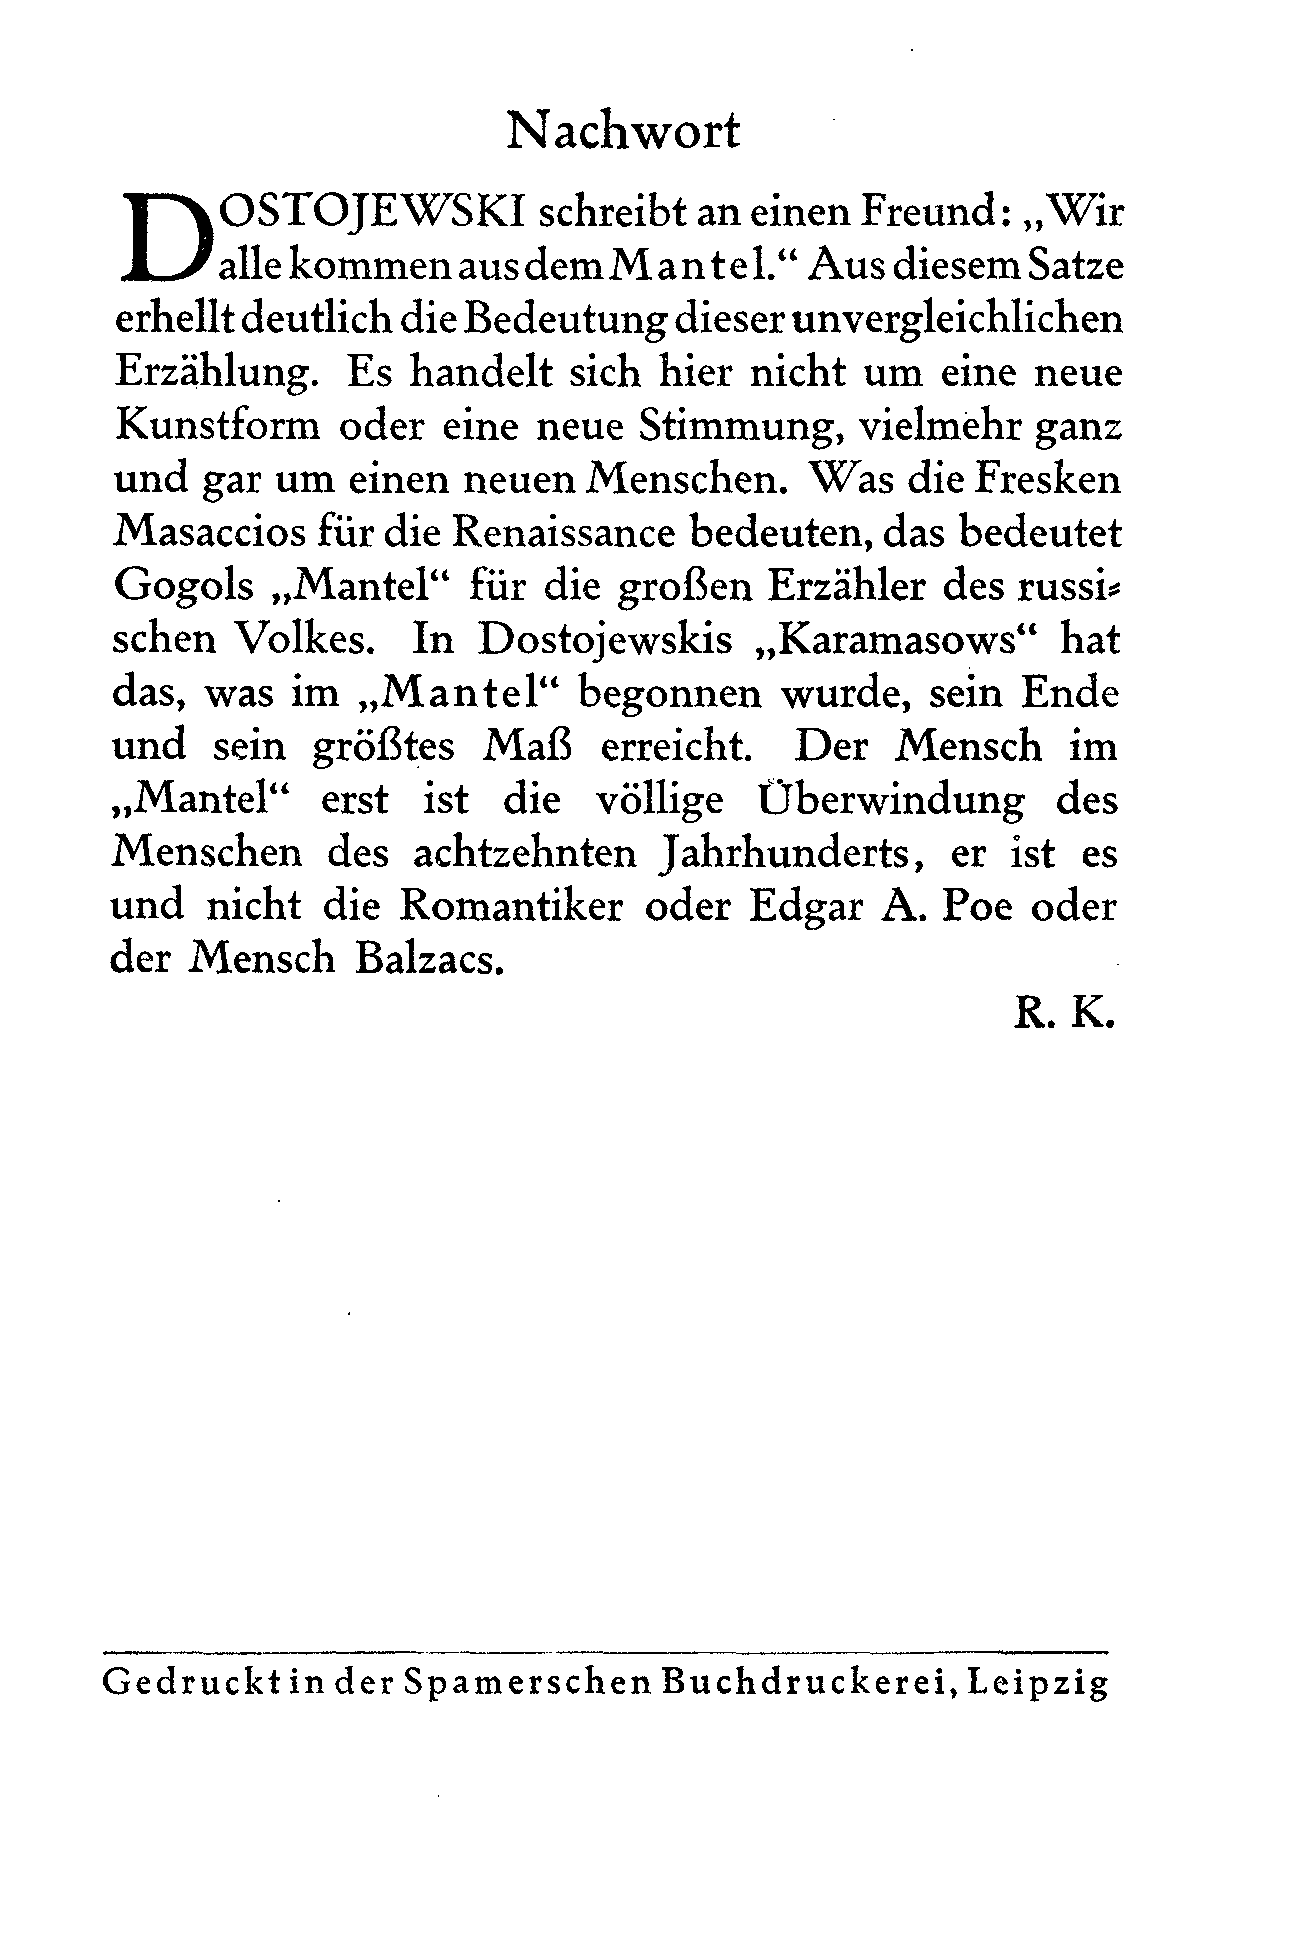 Nachwort
DOSTOJEWSKI schreibt an einen Freund: „Wir
alle kommen aus dem Mantel.“ Aus diesem Satze
erhellt deutlich die Bedeutung dieser unvergleichlichen
Erzählung. Es handelt sich hier nicht um eine neue
Kunstform oder eine neue Stimmung, vielmehr ganz
und gar um einen neuen Menschen. Was die Fresken
Masaccios für die Renaissance bedeuten, das bedeutet
Gogols „Mantel“ für die großen Erzähler des russi-
schen Volkes. In Dostojewskis „Karamasows“ hat
das, was im „Mantel“ begonnen wurde, sein Ende
und sein größtes Maß erreicht. Der Mensch im
„Mantel“ erst ist die völlige Überwindung des
Menschen des achtzehnten Jahrhunderts, er ist es
und nicht die Romantiker oder Edgar A. Poe oder
der Mensch Balzacs.
R. K.
Gedruckt in der Spamerschen Buchdruckerei, Leipzig